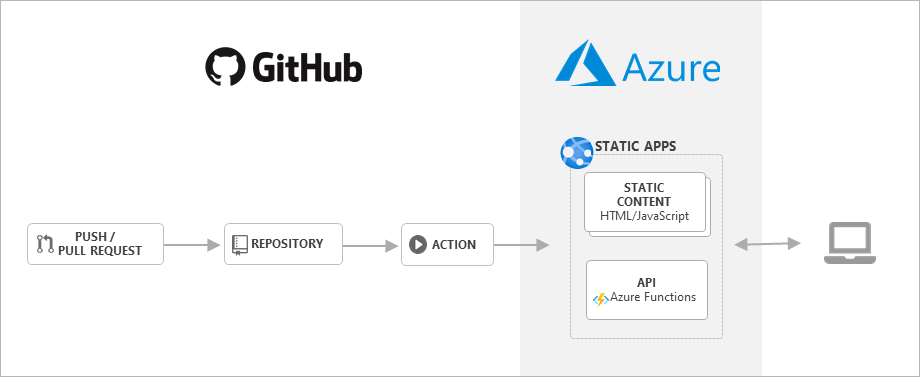 GitHub
Azure
STATIC APPS
STATIC
CONTENT
HTML/JavaScript
PUSH /
PULL REQUEST
REPOSITORY
ACTION
API
Azure Functions